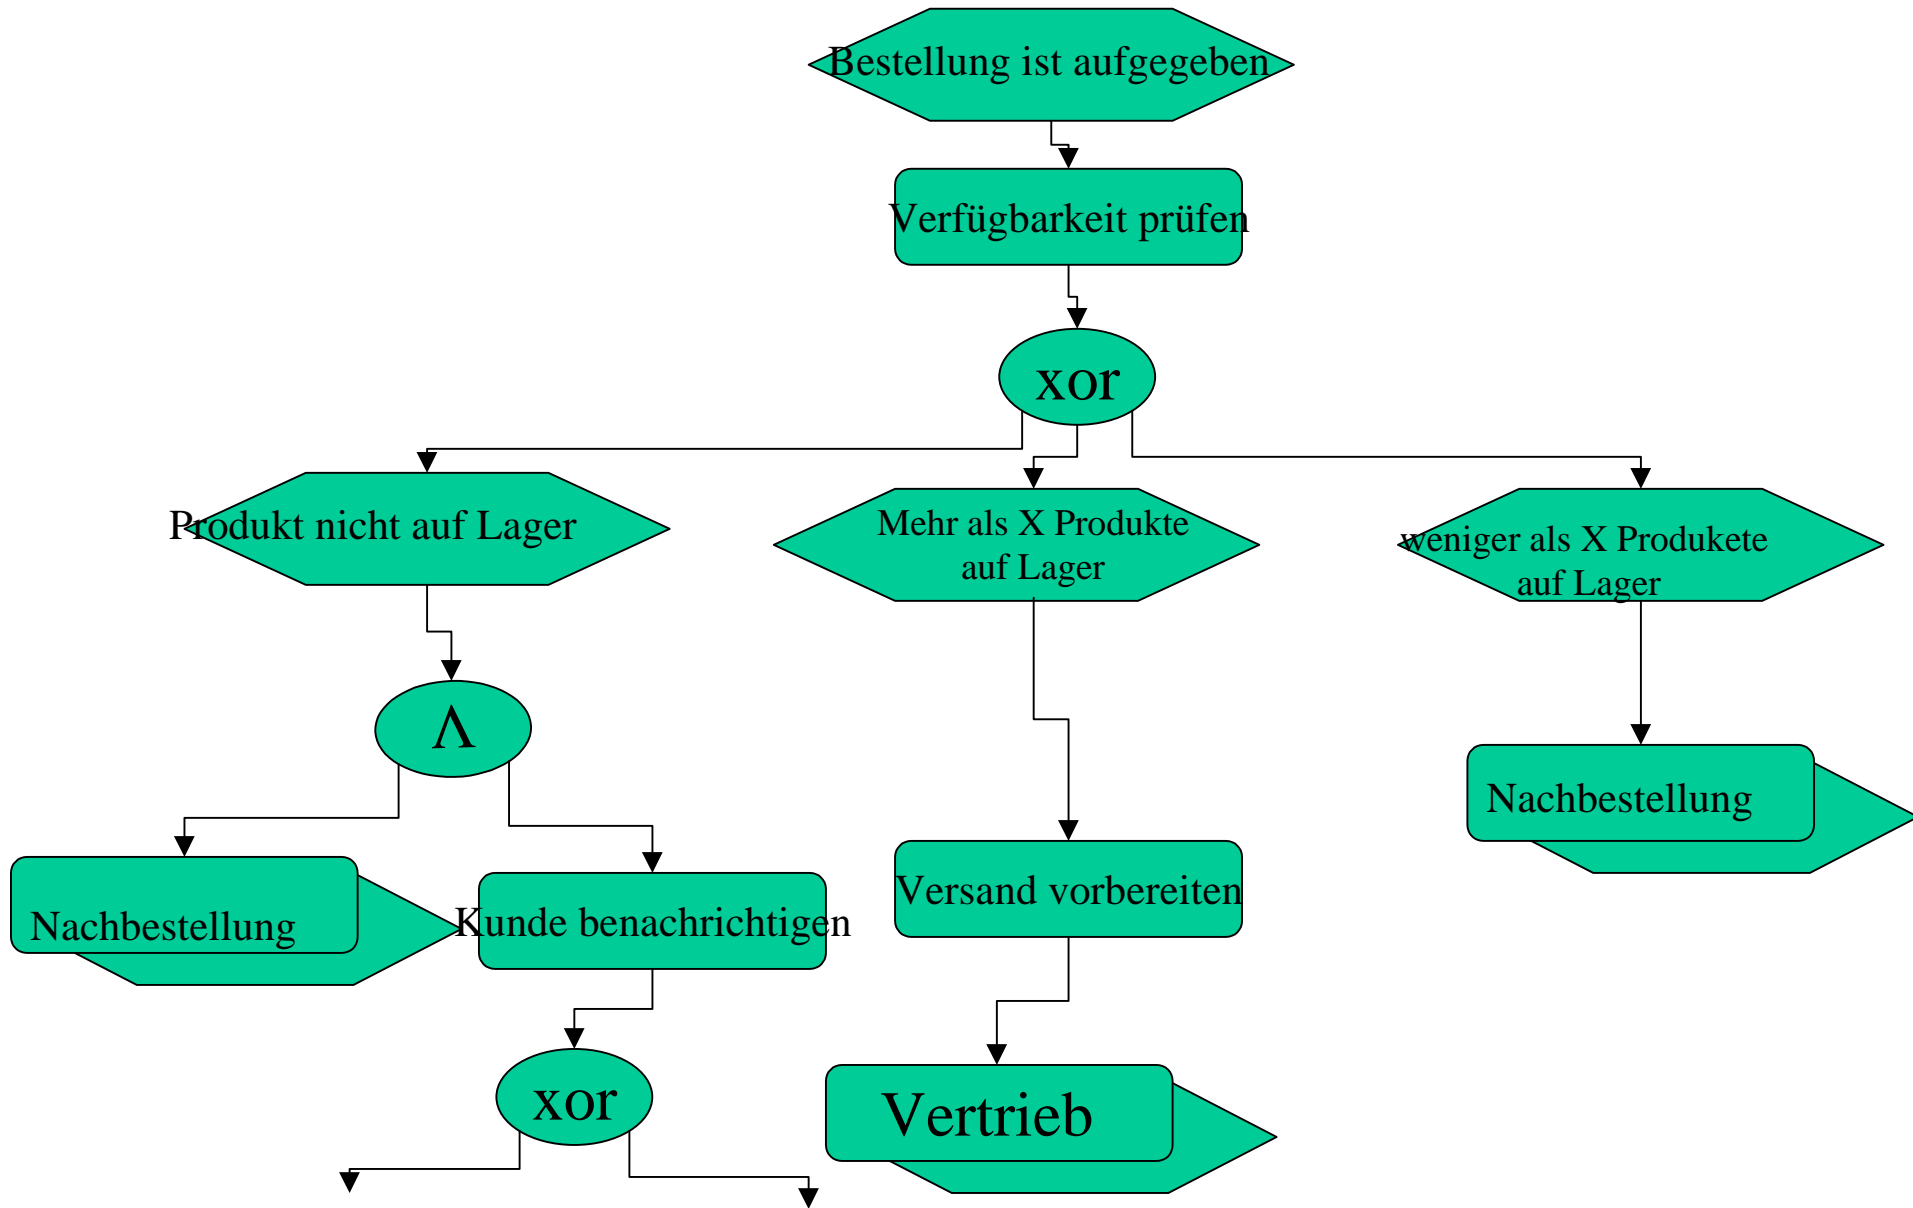 Bestellung ist aufgegeben
Verfügbarkeit prüfen
xor
Produkt nicht auf Lager
Mehr als X Produkte
auf Lager
weniger als X Produkete
auf Lager
Λ
Nachbestellung
Nachbestellung
Kunde benachrichtigen
Versand vorbereiten
xor
Vertrieb